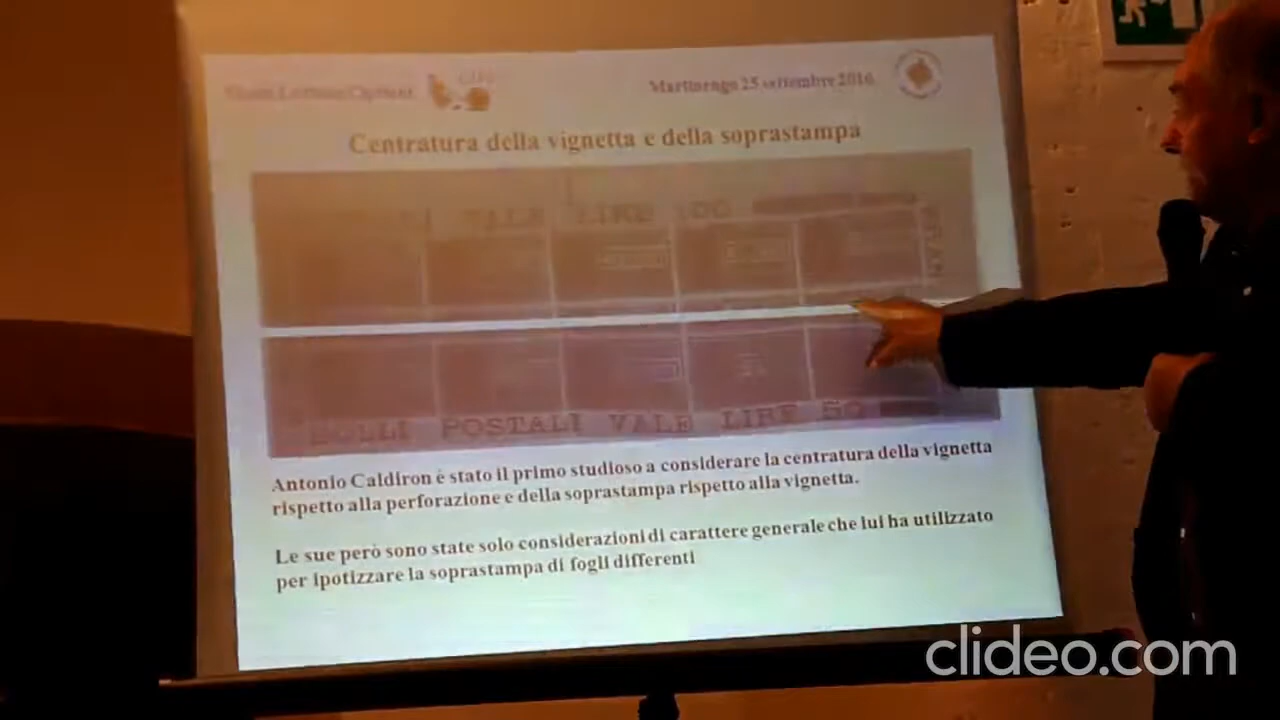 Martinengo 25 settembre 2016
Centratura della vignetta e della soprastampa
VALE LIRE 100
BOLLI POSTALI VALE LIRE 50
Antonio Caldiron è stato il primo studioso a considerare la centratura della vignetta
rispetto alla perforazione e della soprastampa rispetto alla vignetta.
Le sue però sono state solo considerazioni di carattere generale che lui ha utilizzato
per ipotizzare la soprastampa di fogli differenti
clideo.com